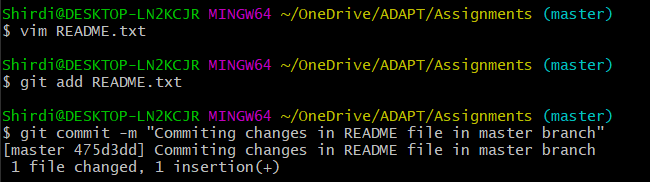 Shirdi@DESKTOP-LN2KCJR MINGW64 ~/OneDrive/ADAPT/Assignments (master)
$ vim README.txt
Shirdi@DESKTOP-LN2KCJR MINGW64 ~/OneDrive/ADAPT/Assignments (master)
$ git add README.txt
Shirdi@DESKTOP-LN2KCJR MINGW64 ~/OneDrive/ADAPT/Assignments (master)
$ git commit -m "Commiting changes in README file in master branch"
[master 475d3dd] Commiting changes in README file in master branch
 1 file changed, 1 insertion(+)